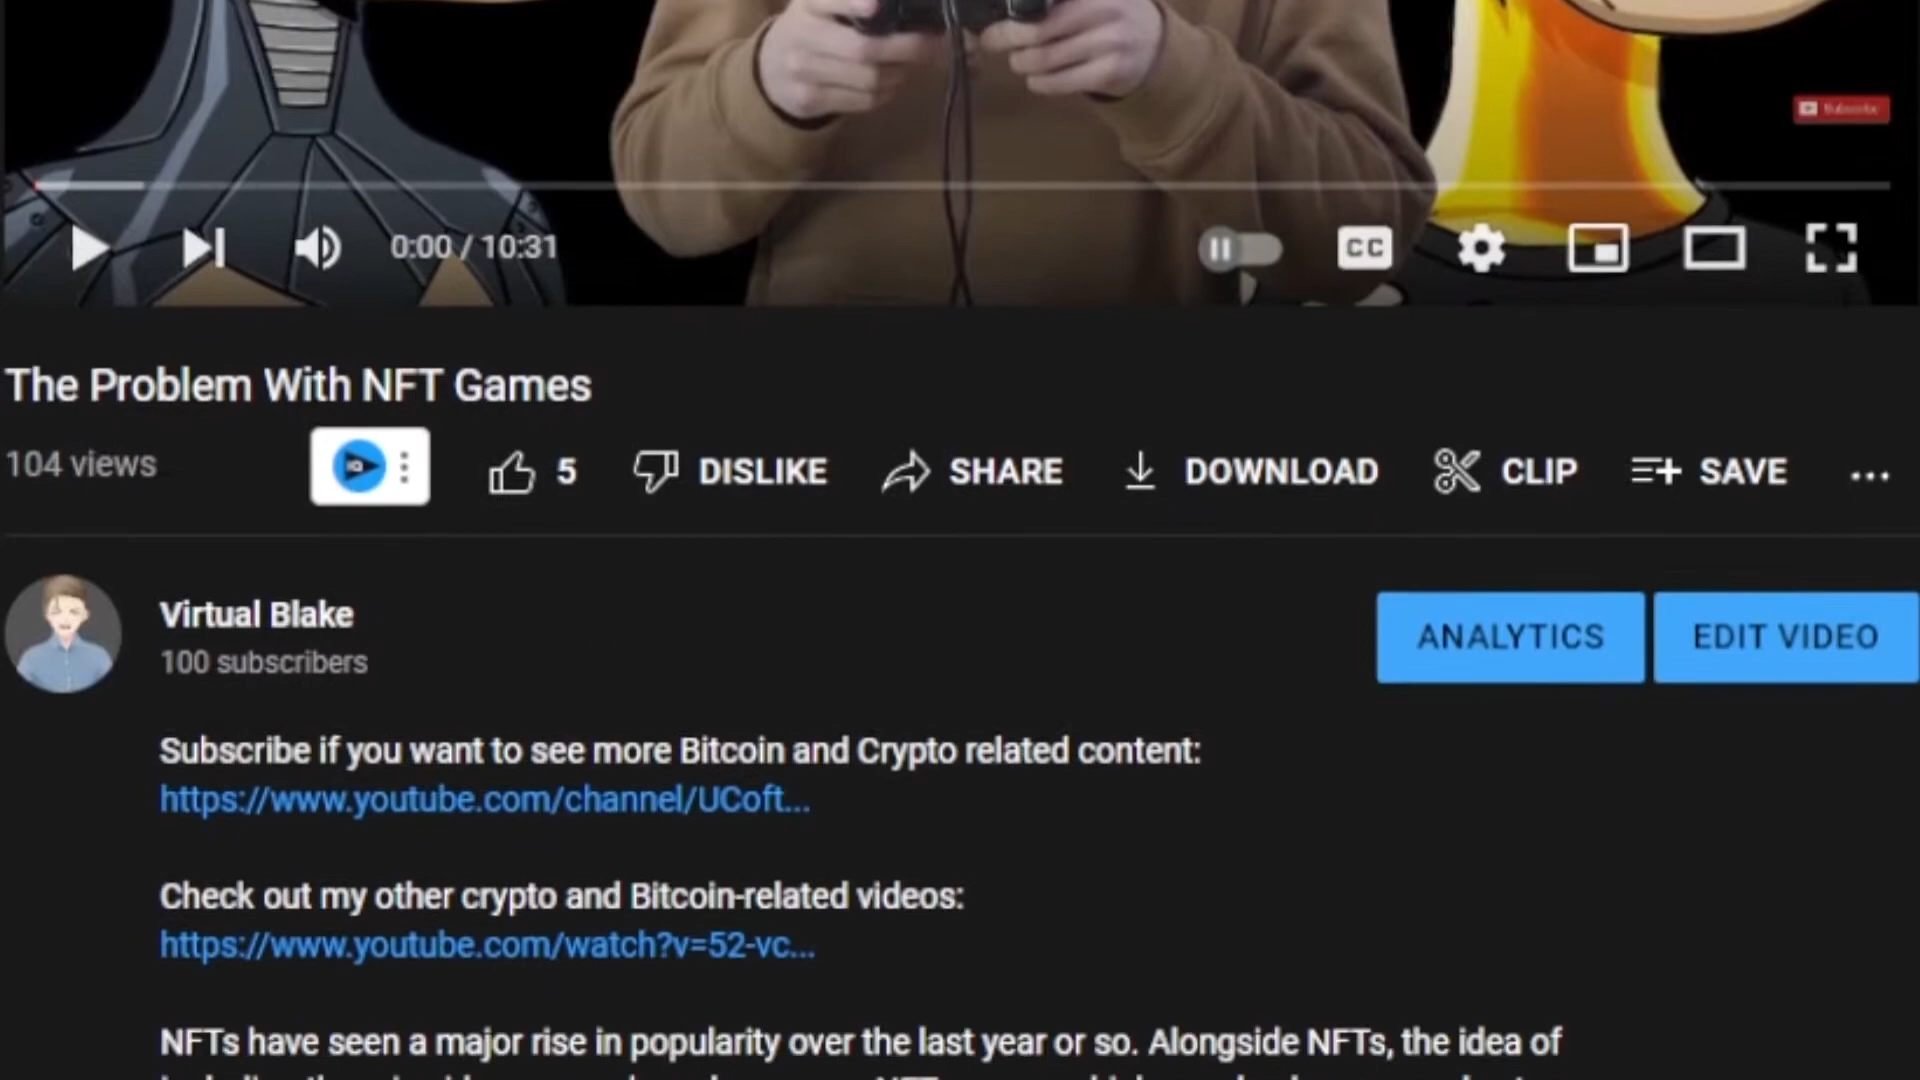 Subscribe
0:00 / 10:31
CC
The Problem With NFT Games
104 views
IQ
5
DISLIKE
SHARE
DOWNLOAD
CLIP
SAVE
Virtual Blake
100 subscribers
ANALYTICS
EDIT VIDEO
Subscribe if you want to see more Bitcoin and Crypto related content:
https://www.youtube.com/channel/UCoft...
Check out my other crypto and Bitcoin-related videos:
https://www.youtube.com/watch?v=52-vc...
NFTs have seen a major rise in popularity over the last year or so. Alongside NFTs, the idea of